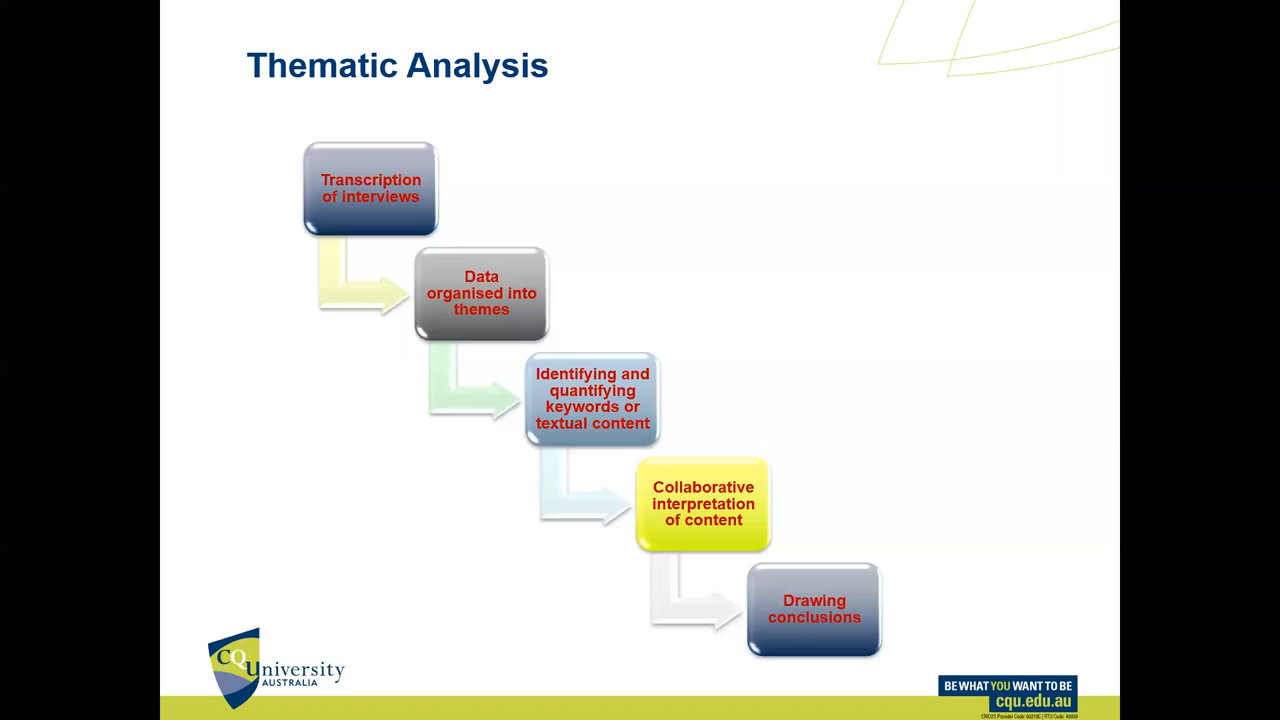 Thematic Analysis
Transcription
of interviews
Data
organised into
themes
Identifying and
quantifying
keywords or
textual content
Collaborative
interpretation
of content
Drawing
conclusions
CQUniversity
AUSTRALIA
BE WHAT YOU WANT TO BE
cqu.edu.au